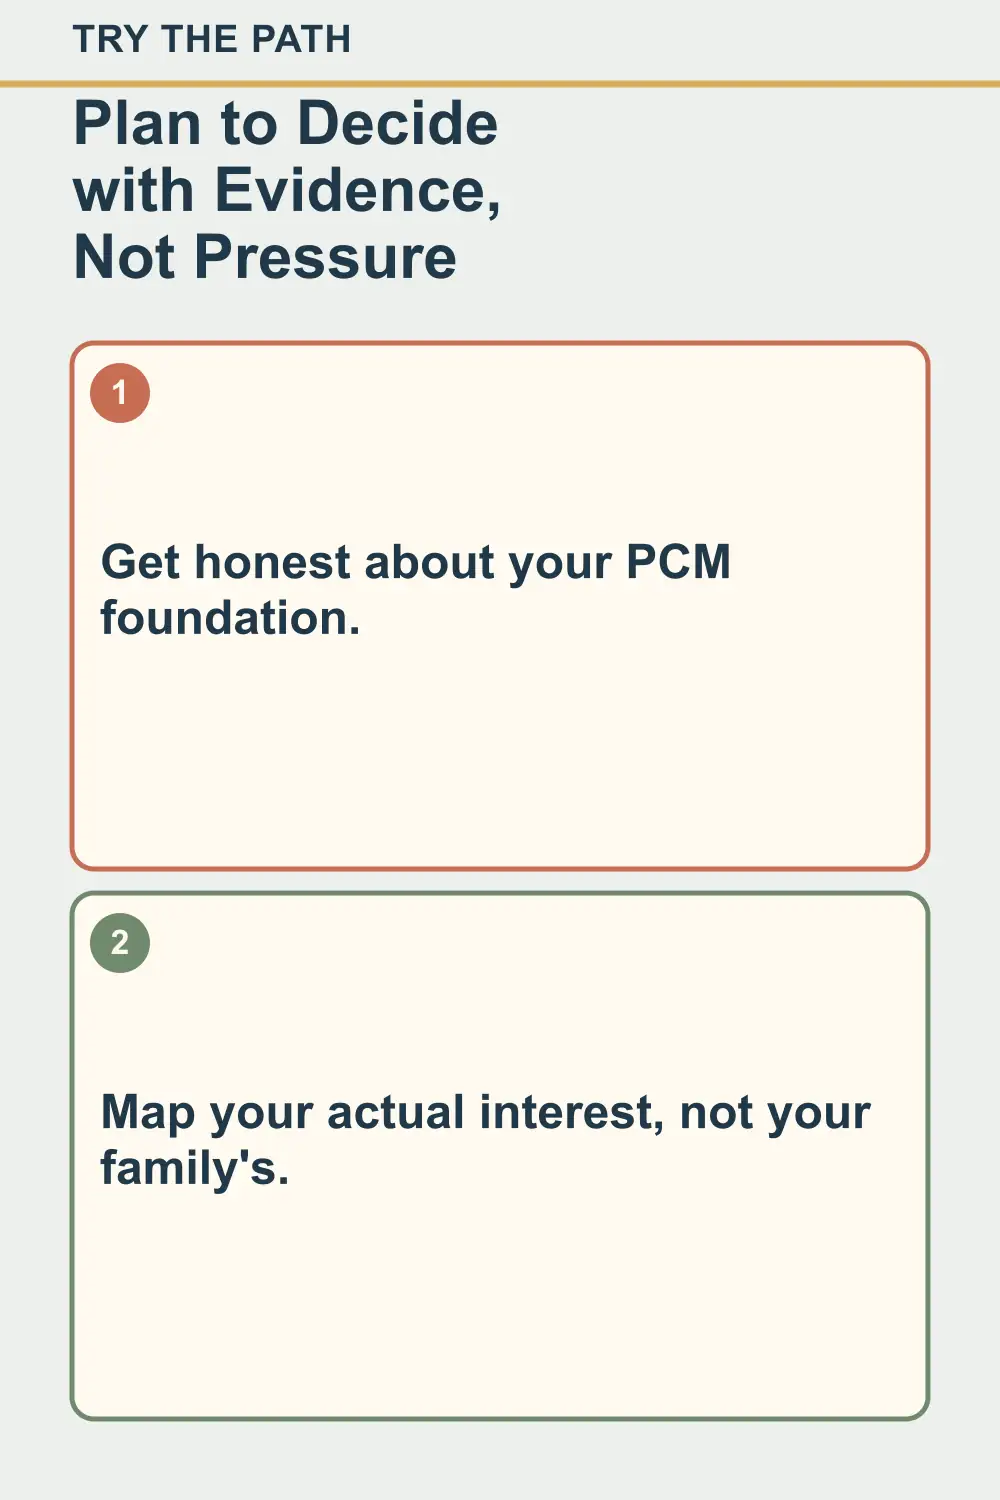 TRY THE PATH
Plan to Decide
with Evidence,
Not Pressure
1
Get honest about your PCM
foundation.
2
Map your actual interest, not your
family's.